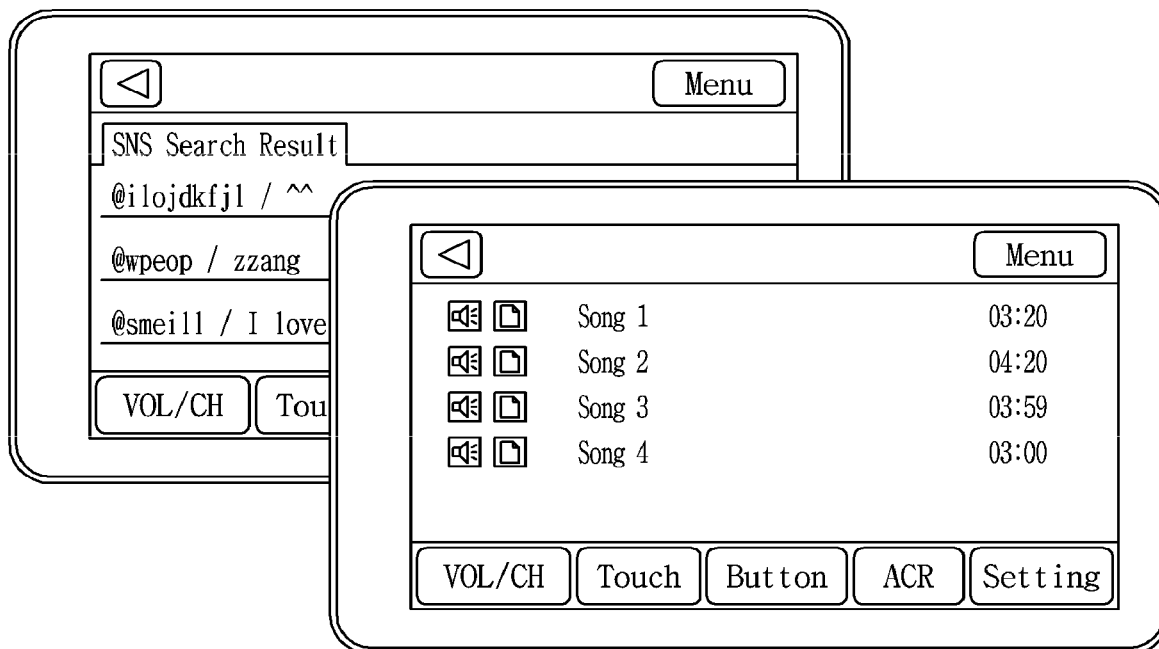 Menu
SNS Search Result
@ilojdkfjl / ^^
@wpeop / zzang
@smeill / I love
VOL/CH Tou
Menu
Song 1 03:20
Song 2 04:20
Song 3 03:59
Song 4 03:00
VOL/CH Touch Button ACR Setting